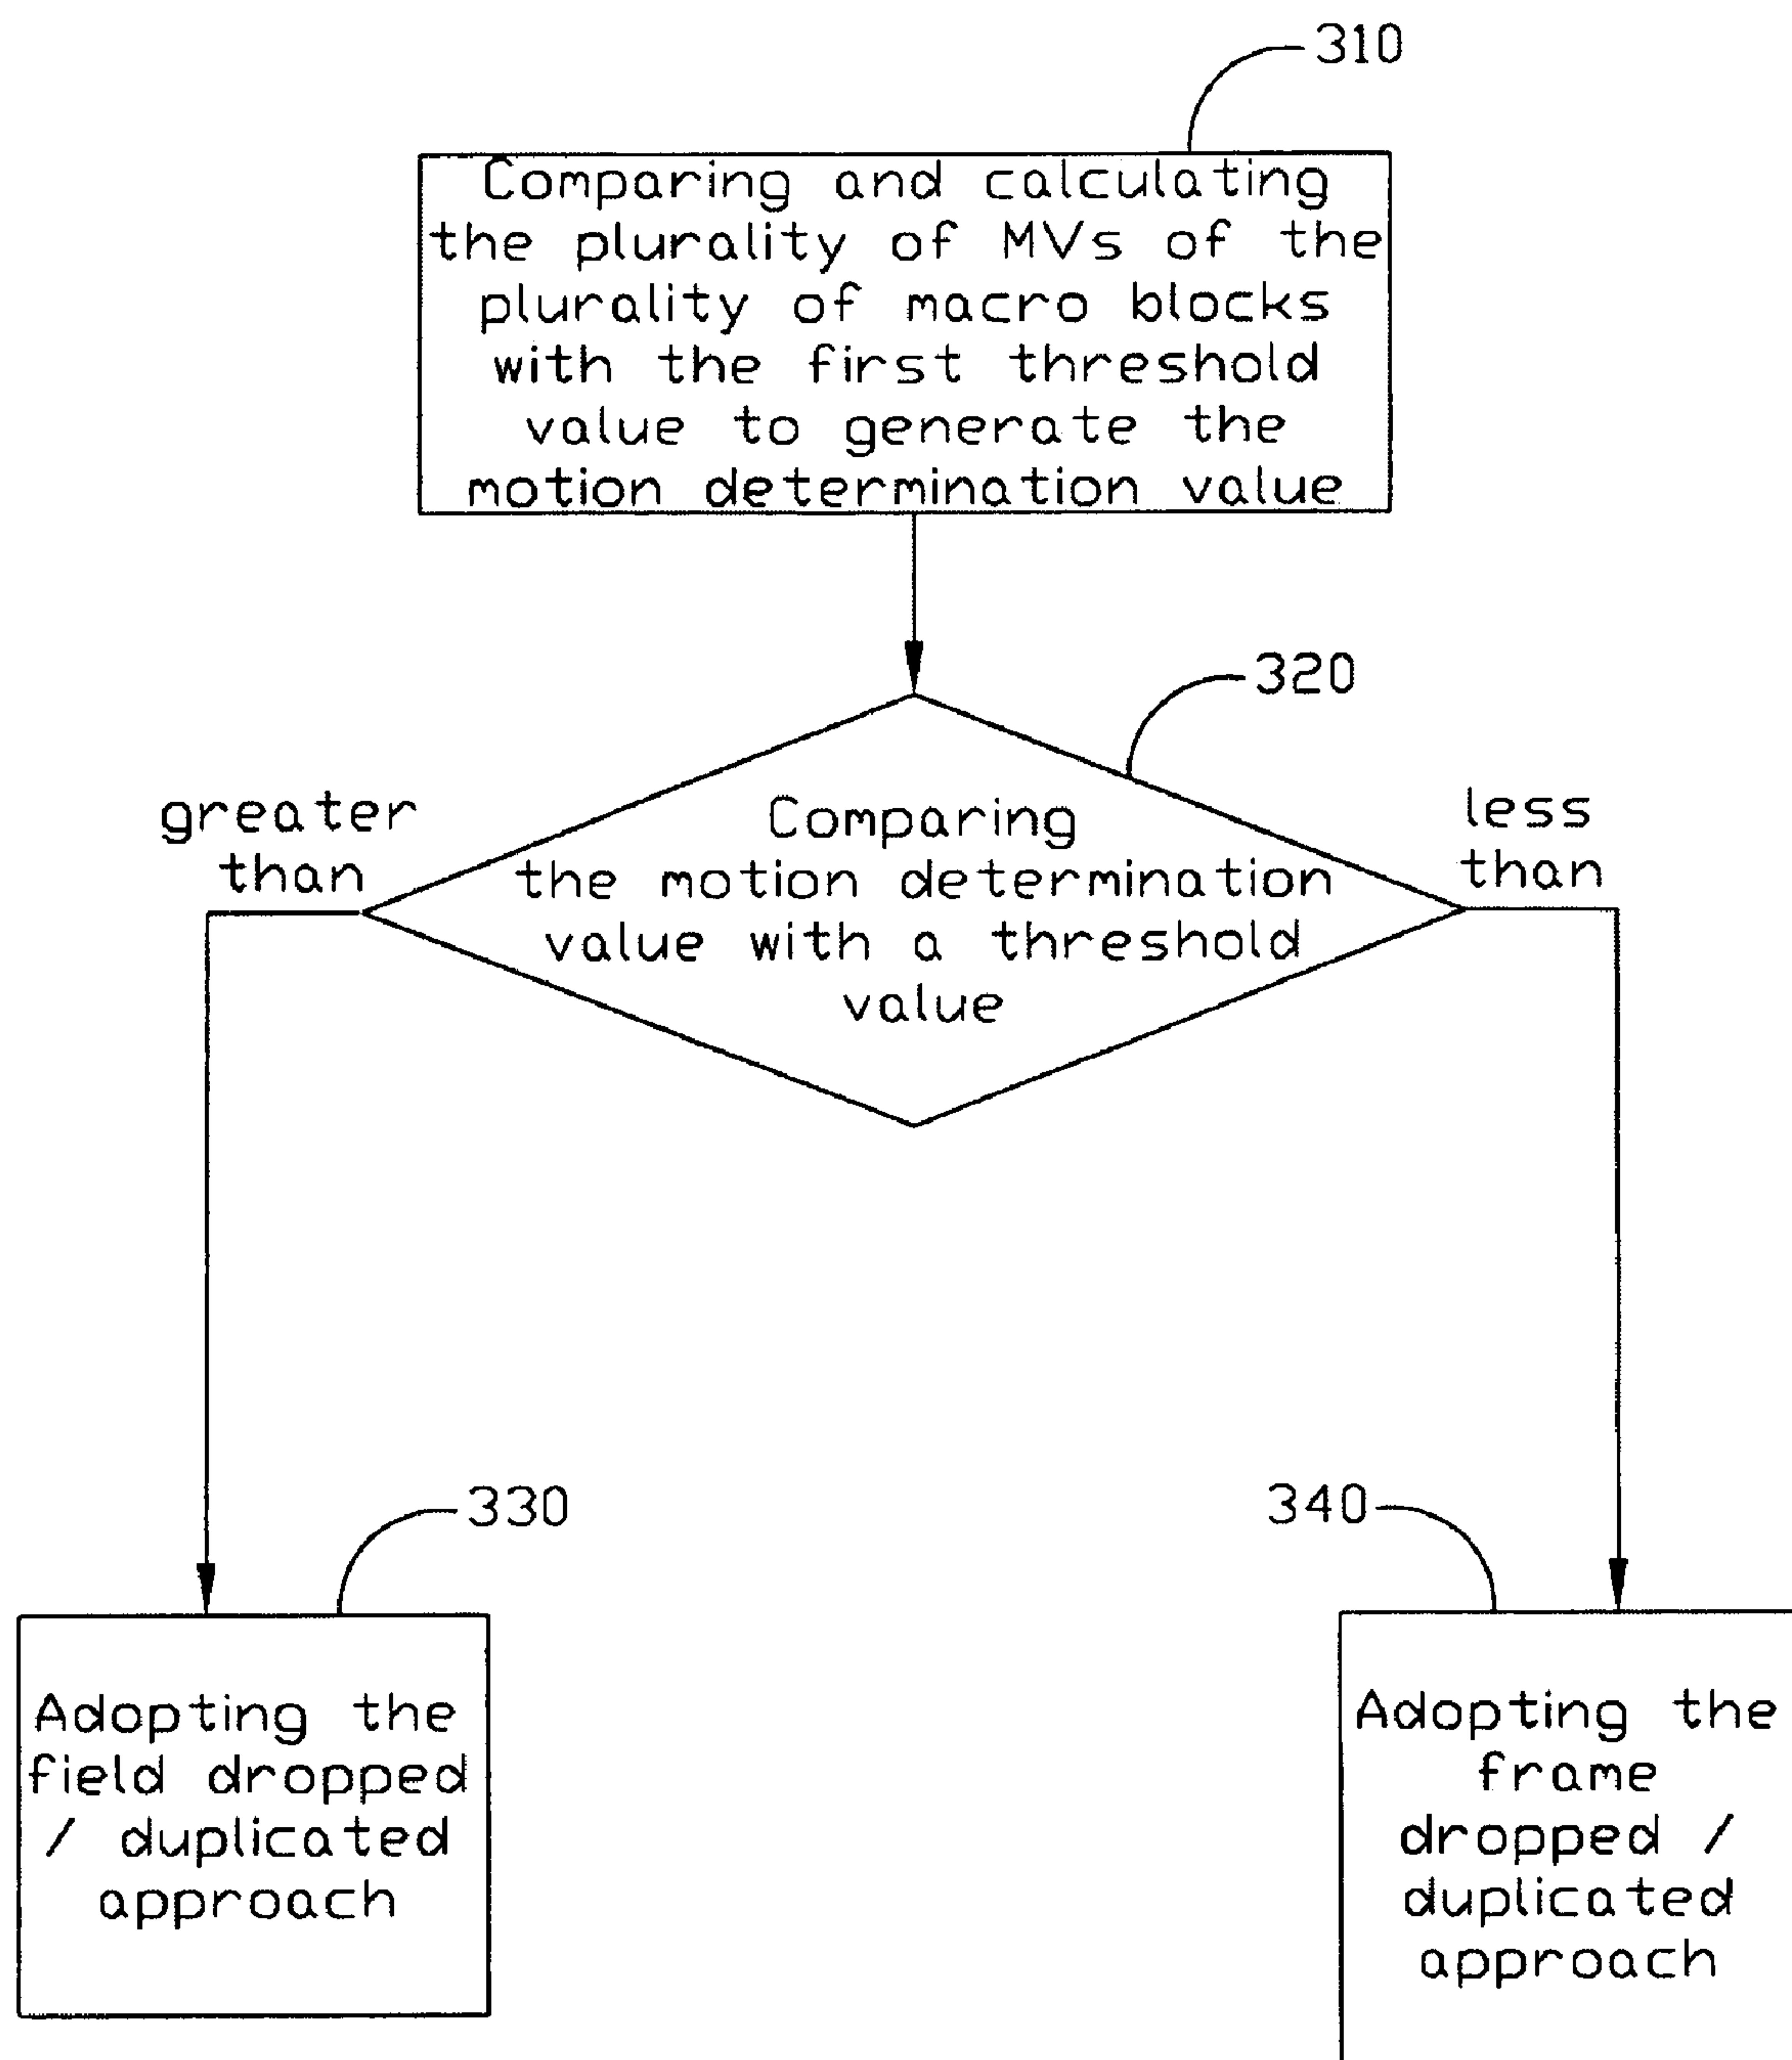 310
Comparing and calculating
the plurality of MVs of the
plurality of macro blocks
with the first threshold
value to generate the
motion determination value
320
greater
than
Comparing
the motion determination
value with a threshold
value
less
than
330
Adopting the
field dropped
/ duplicated
approach
340
Adopting the
frame
dropped /
duplicated
approach